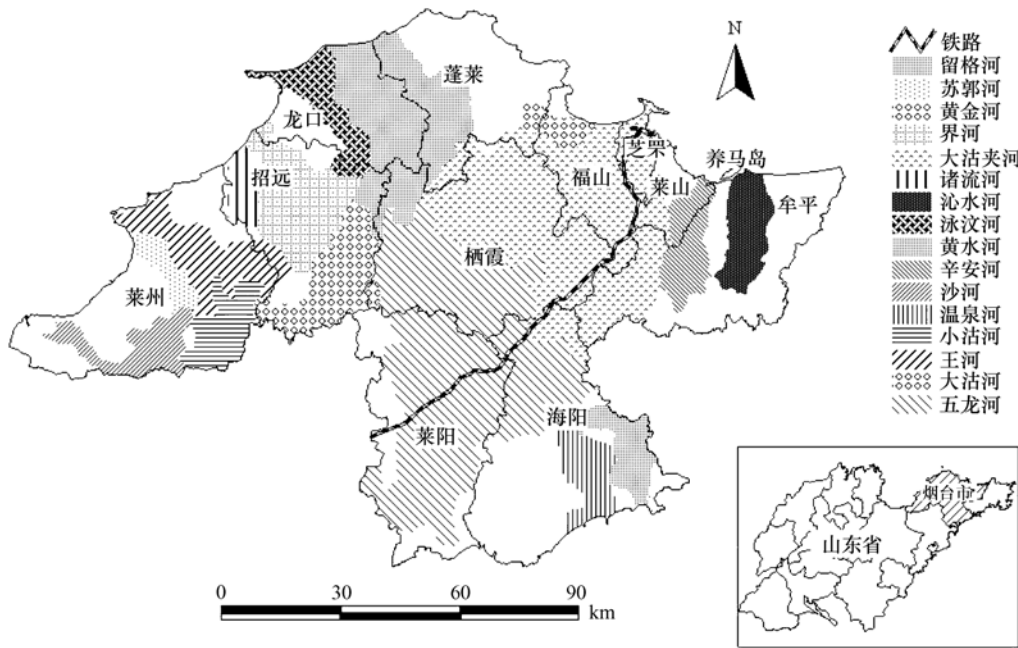 N
蓬莱
龙口
招远
福山
芝罘
莱山
养马岛
牟平
栖霞
莱州
莱阳
海阳
铁路
留格河
苏郭河
黄金河
界河
大沽夹河
诸流河
沁水河
泳汶河
黄水河
辛安河
沙河
温泉河
小沽河
王河
大沽河
五龙河
烟台市
山东省
0 30 60 90
km